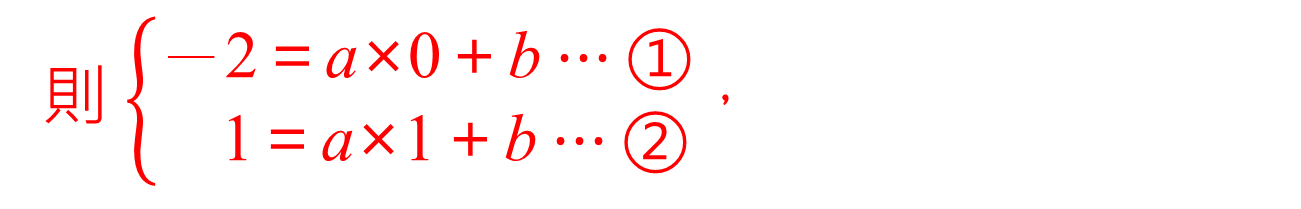 則 { －2 = a×0 + b … ①
1 = a×1 + b … ② ，